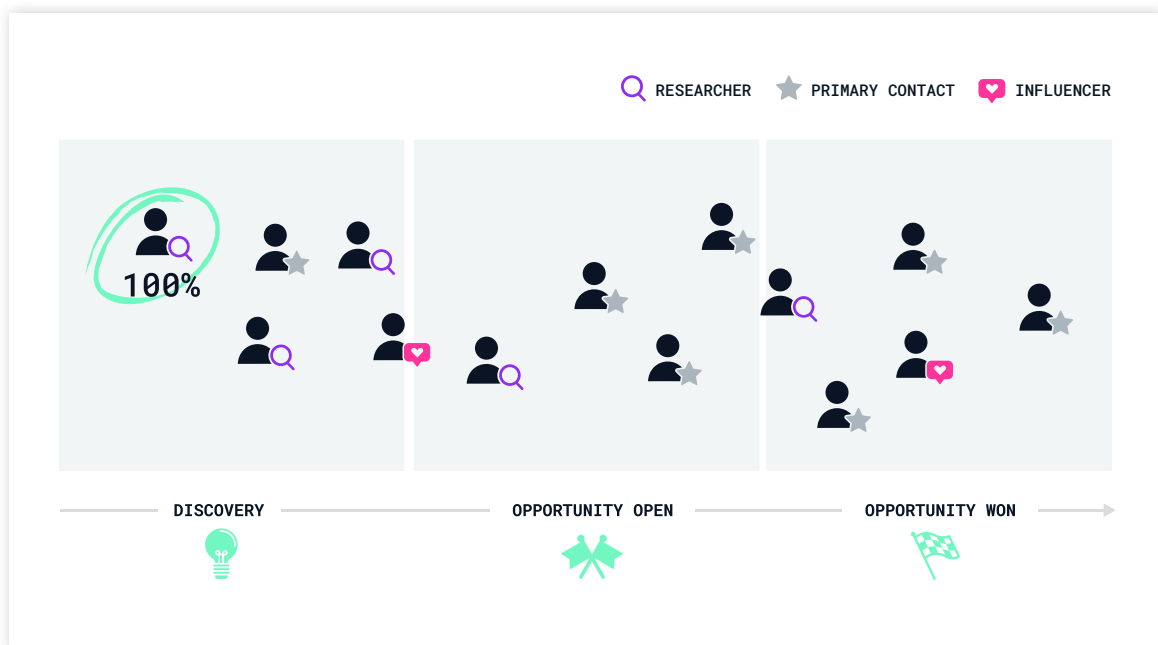 RESEARCHER PRIMARY CONTACT INFLUENCER
100%
DISCOVERY OPPORTUNITY OPEN OPPORTUNITY WON